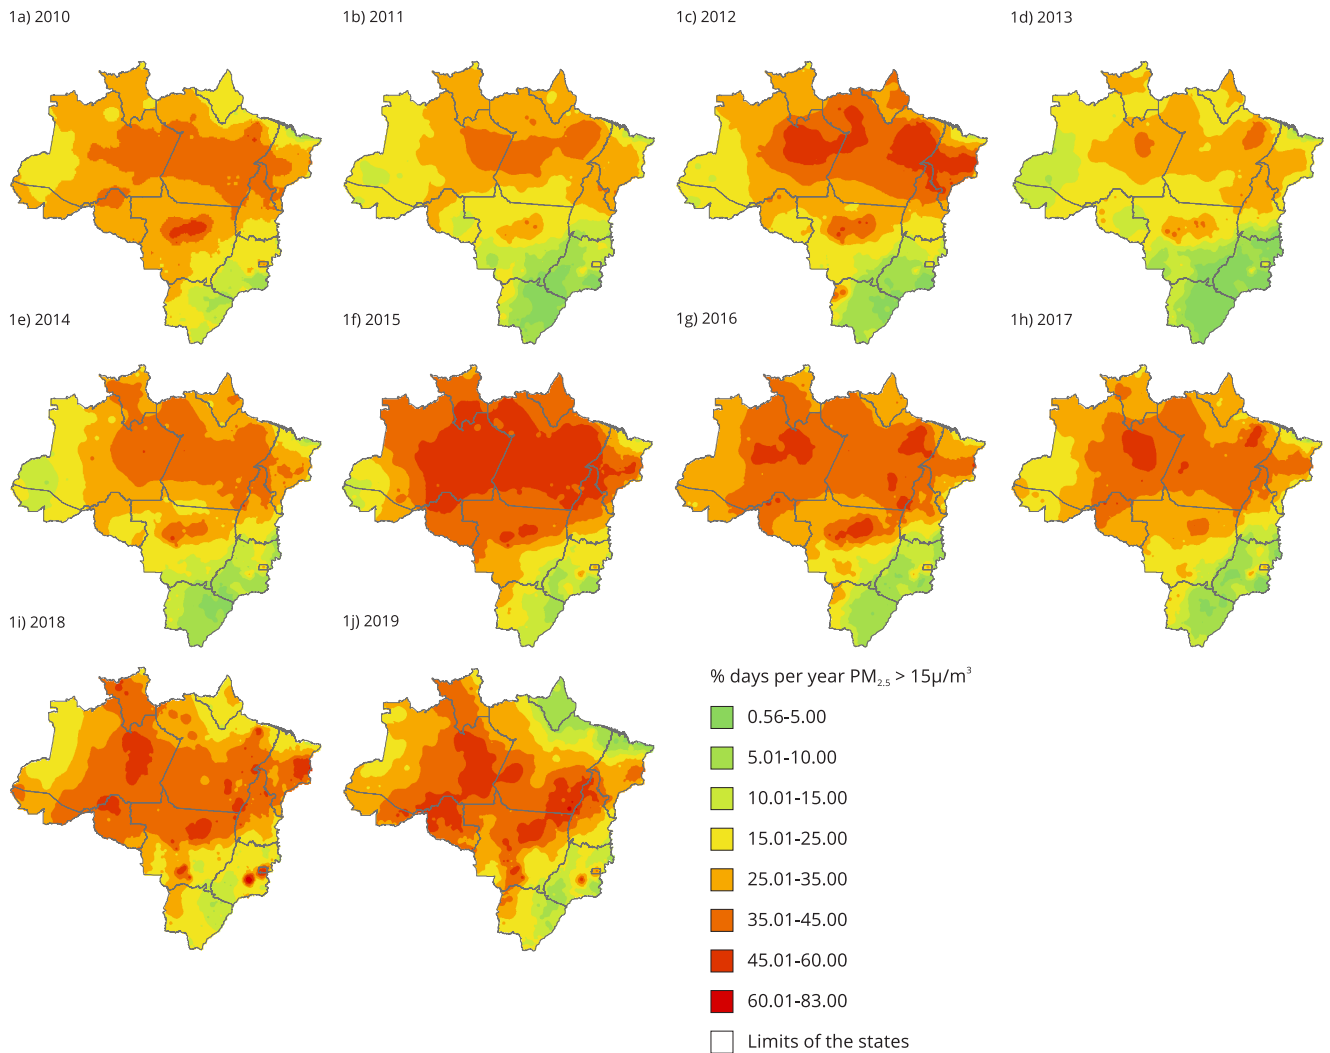 1a) 2010
1b) 2011
1c) 2012
1d) 2013
1e) 2014
1f) 2015
1g) 2016
1h) 2017
1i) 2018
1j) 2019
% days per year PM2.5 > 15µ/m³
0.56-5.00
5.01-10.00
10.01-15.00
15.01-25.00
25.01-35.00
35.01-45.00
45.01-60.00
60.01-83.00
Limits of the states